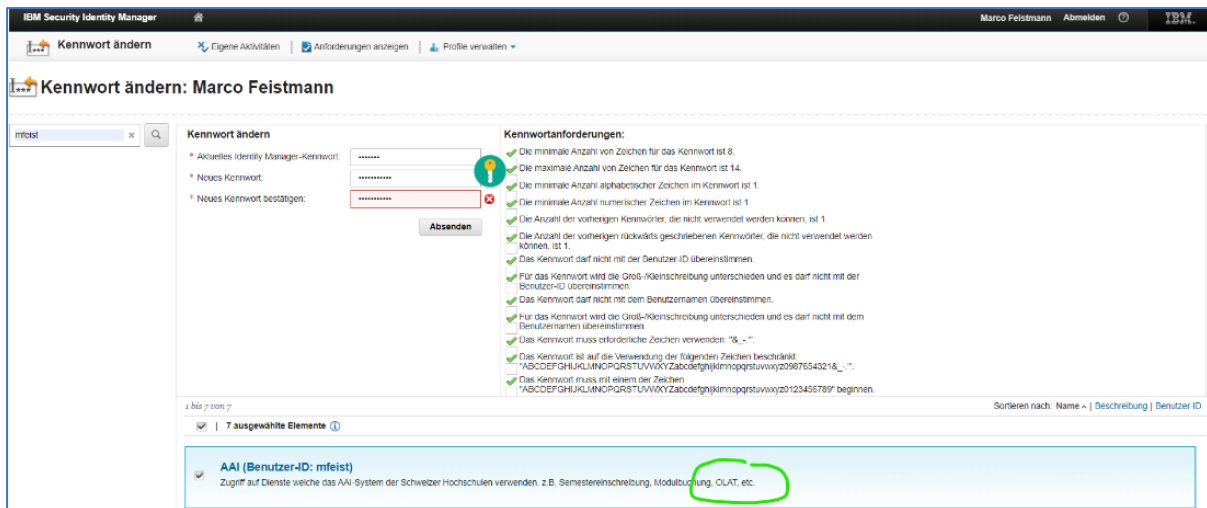 IBM Security Identity Manager
Marco Feistmann Abmelden
IBM
Kennwort ändern
Eigene Aktivitäten | Anforderungen anzeigen | Profile verwalten
Kennwort ändern: Marco Feistmann
mfeist
Kennwort ändern
* Aktuelles Identity Manager-Kennwort:
* Neues Kennwort:
* Neues Kennwort bestätigen:
Absenden
Kennwortanforderungen:
Die minimale Anzahl von Zeichen für das Kennwort ist 8.
Die maximale Anzahl von Zeichen für das Kennwort ist 14.
Die minimale Anzahl alphabetischer Zeichen im Kennwort ist 1.
Die minimale Anzahl numerischer Zeichen im Kennwort ist 1.
Die Anzahl der vorherigen Kennwörter, die nicht verwendet werden können, ist 1.
Die Anzahl der vorherigen rückwärts geschriebenen Kennwörter, die nicht verwendet werden
können, ist 1.
Das Kennwort darf nicht mit der Benutzer-ID übereinstimmen.
Für das Kennwort wird die Groß-/Kleinschreibung unterschieden und es darf nicht mit der
Benutzer-ID übereinstimmen.
Das Kennwort darf nicht mit dem Benutzernamen übereinstimmen.
Für das Kennwort wird die Groß-/Kleinschreibung unterschieden und es darf nicht mit dem
Benutzernamen übereinstimmen.
Das Kennwort muss erforderliche Zeichen verwenden: "&_-.".
Das Kennwort ist auf die Verwendung der folgenden Zeichen beschränkt:
"ABCDEFGHIJKLMNOPQRSTUVWXYZabcdefghijklmnopqrstuvwxyz0987654321&_-.".
Das Kennwort muss mit einem der Zeichen
"ABCDEFGHIJKLMNOPQRSTUVWXYZabcdefghijklmnopqrstuvwxyz0123456789" beginnen.
1 bis 7 von 7
Sortieren nach: Name | Beschreibung | Benutzer-ID
| 7 ausgewählte Elemente
AAI (Benutzer-ID: mfeist)
Zugriff auf Dienste welche das AAI-System der Schweizer Hochschulen verwenden. z.B. Semestereinschreibung, Modulbuchung, OLAT, etc.